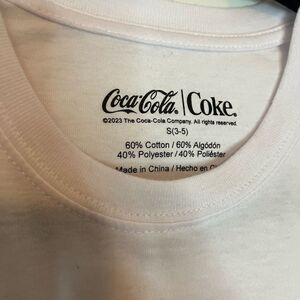 Coca-Cola | Coke
©2023 The Coca-Cola Company. All rights reserved.
S(3-5)
60% Cotton / 60% Algodón
40% Polyester / 40% Poliéster
Made in China / Hecho en